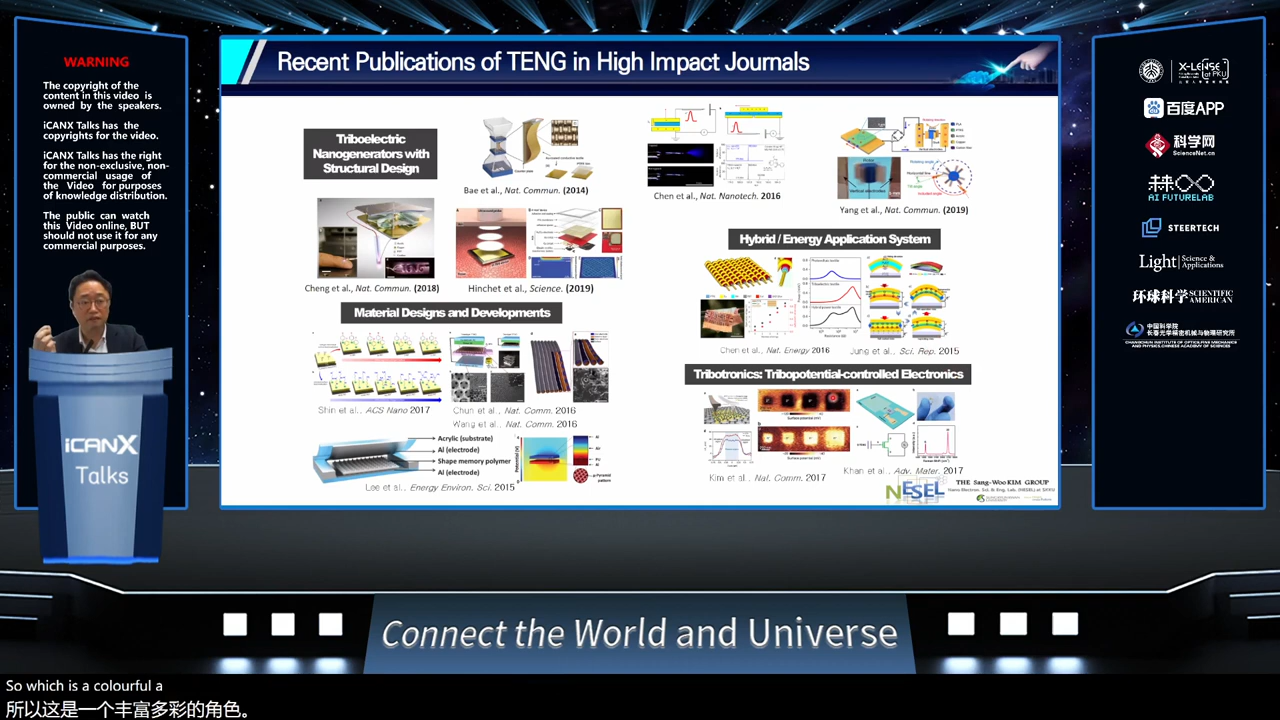 WARNING
The copyright of the
content in this video is
owned by the speakers.
iCANX Talks has the
copyrights for the video.
iCANX Talks has the right
for the non-exclusive, non-
commercial usage of
the video for purposes
of limited redistribution.
The public can watch
this Video online, BUT
should not use it for any
commercial purposes.
iCANX
Talks
Recent Publications of TENG in High Impact Journals
Triboelectric
Nanogenerators with
Structural Design
Bae et al., Nat. Commun. (2014)
Cheng et al., Nat. Commun. (2018)
Hinchet et al., Science. (2019)
Material Designs and Developments
Shin et al., ACS Nano 2017
Chun et al., Nat. Comm. 2016
Wang et al., Nat. Comm. 2016
Acrylic (substrate)
Al (electrode)
Shape memory polymer
Al (electrode)
Lee et al., Energy Environ. Sci. 2015
Chen et al., Nat. Nanotech. 2016
Yang et al., Nat. Commun. (2019)
Hybrid / Energy Application System
Chen et al., Nat. Energy 2016
Jung et al., Sci. Rep. 2015
Tribotronics: Tribopotential-controlled Electronics
Kim et al., Nat. Comm. 2017
Khan et al., Adv. Mater. 2017
NESEL
THE Sang-Woo KIM GROUP
X-LENSE
百度APP
科学网
ScienceNet.cn
未来
AI FUTURELAB
STEERTECH
Light Science & Applications
环球科学 SCIENTIFIC AMERICAN
中国科学院
长春光学精密机械与物理研究所
CHANGCHUN INSTITUTE OF OPTICS, FINE MECHANICS
AND PHYSICS, CHINESE ACADEMY OF SCIENCES
Connect the World and Universe
So which is a colourful a
所以这是一个丰富多彩的角色。